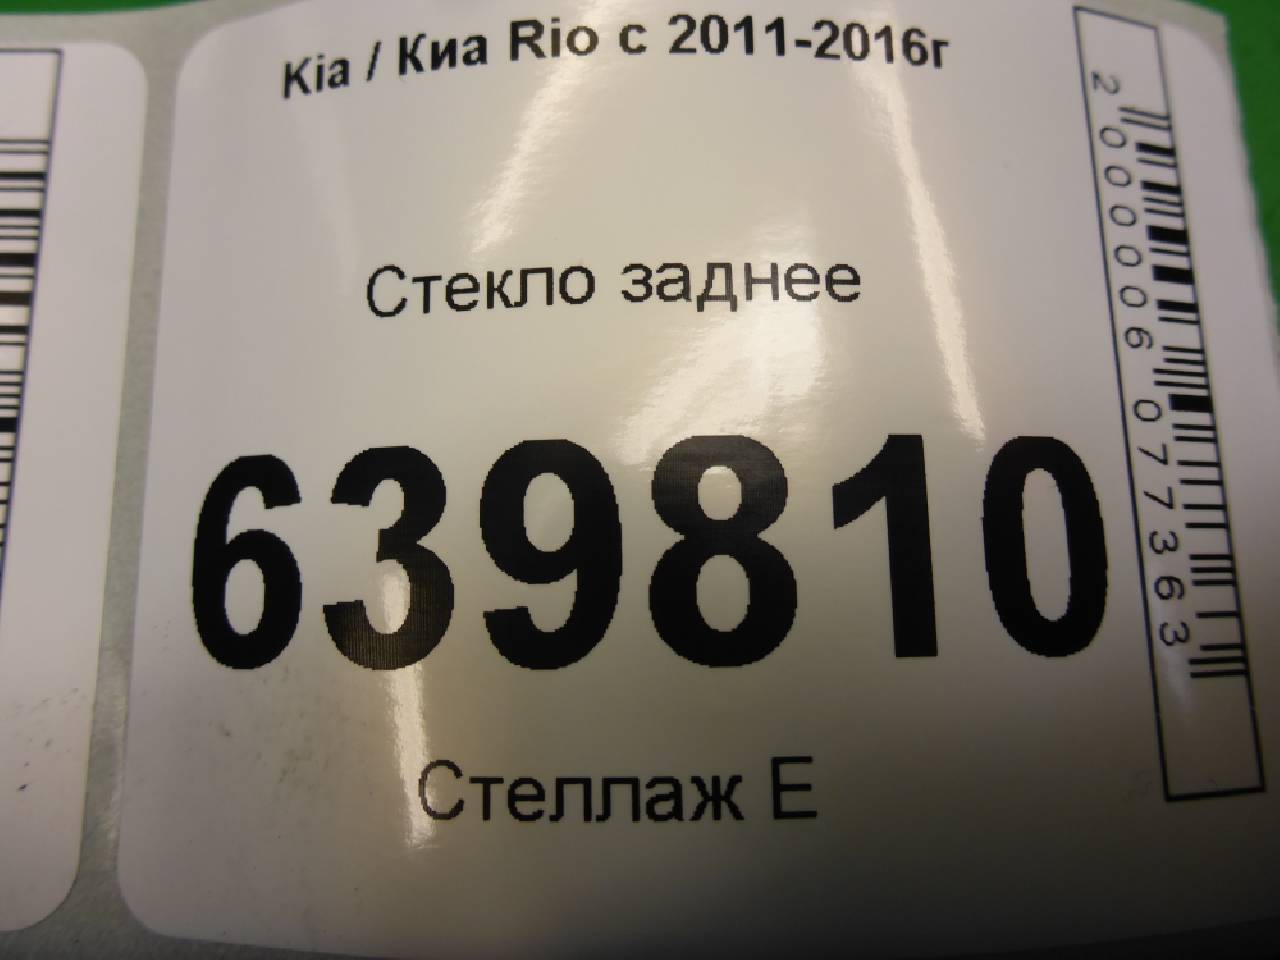 Kia / Киа Rio с 2011-2016г
Стекло заднее
639810
Стеллаж Е
2000006077363